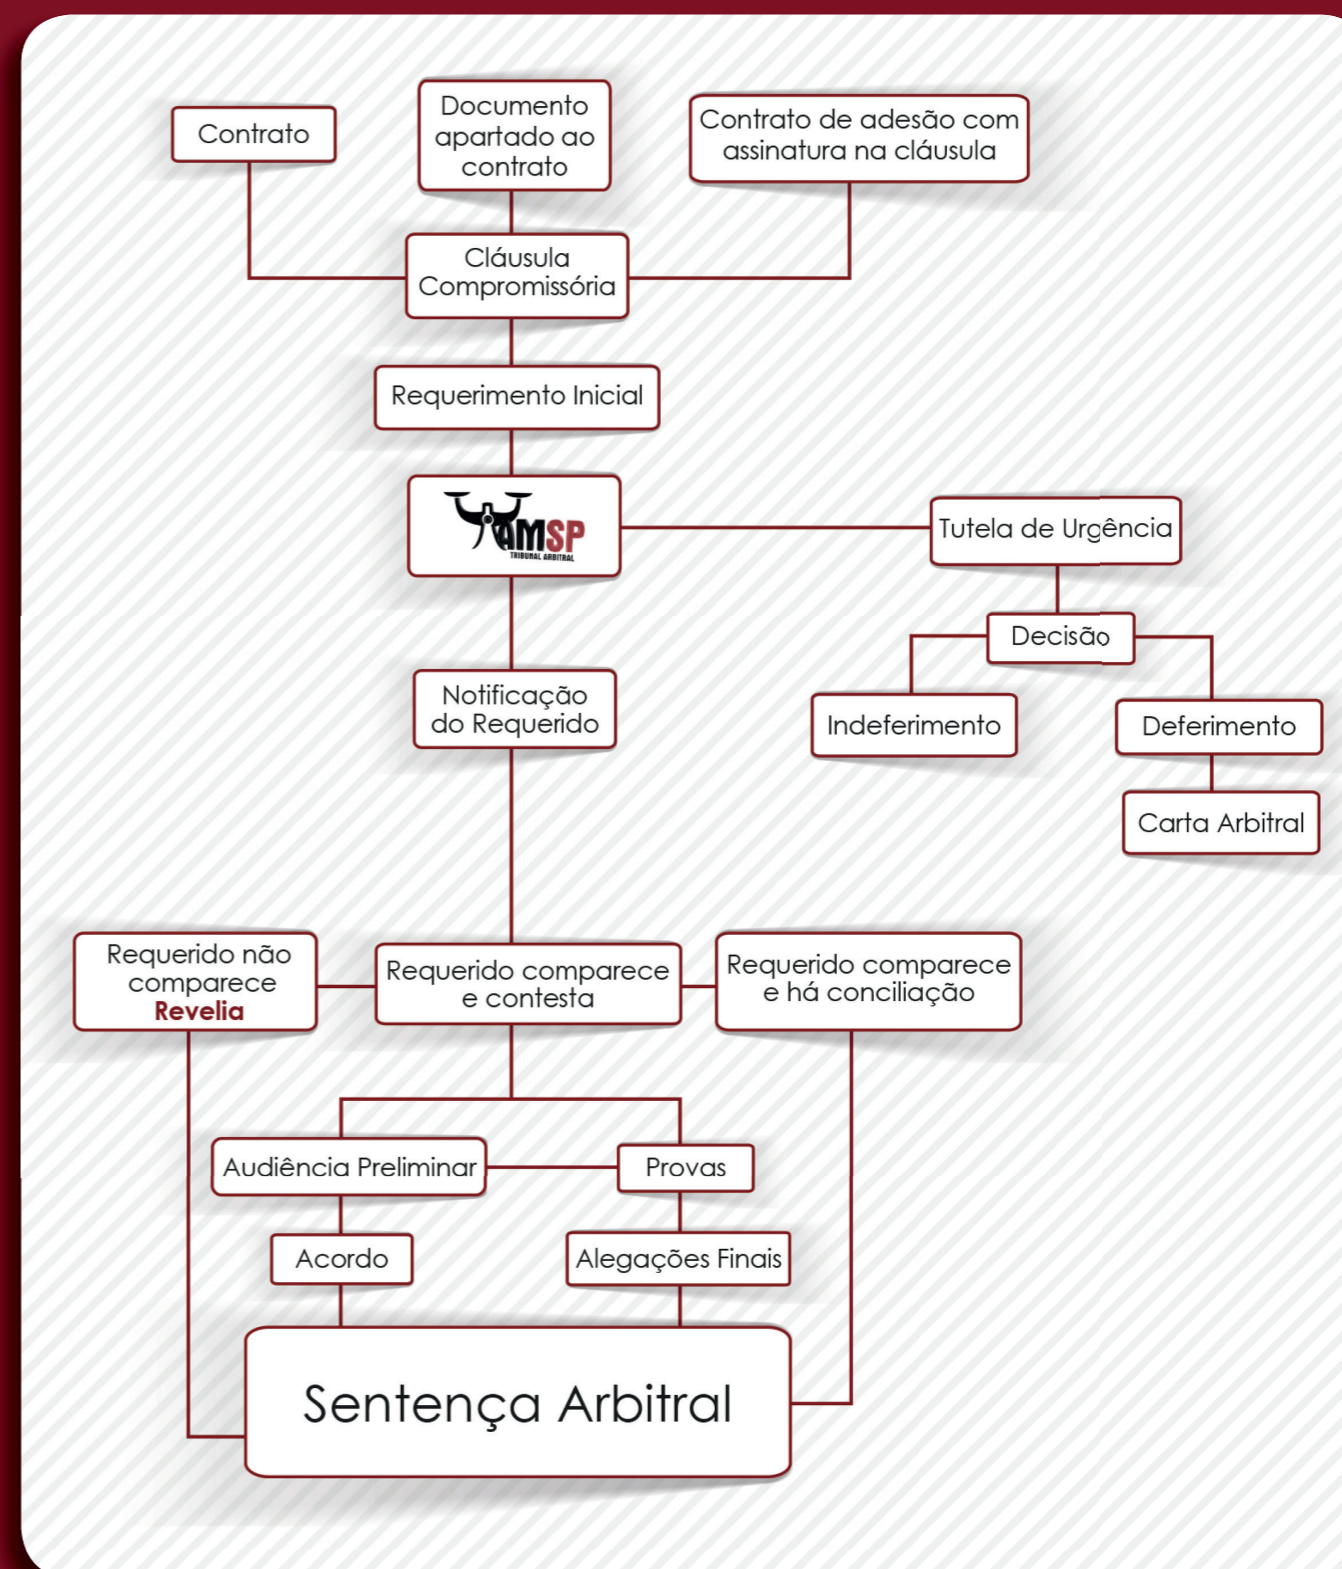 Contrato
Documento
apartado ao
contrato
Contrato de adesão com
assinatura na cláusula
Cláusula
Compromissória
Requerimento Inicial
AMSP
TRIBUNAL ARBITRAL
Tutela de Urgência
Decisão
Indeferimento
Deferimento
Carta Arbitral
Notificação
do Requerido
Requerido não
comparece
Revelia
Requerido comparece
e contesta
Requerido comparece
e há conciliação
Audiência Preliminar
Provas
Acordo
Alegações Finais
Sentença Arbitral